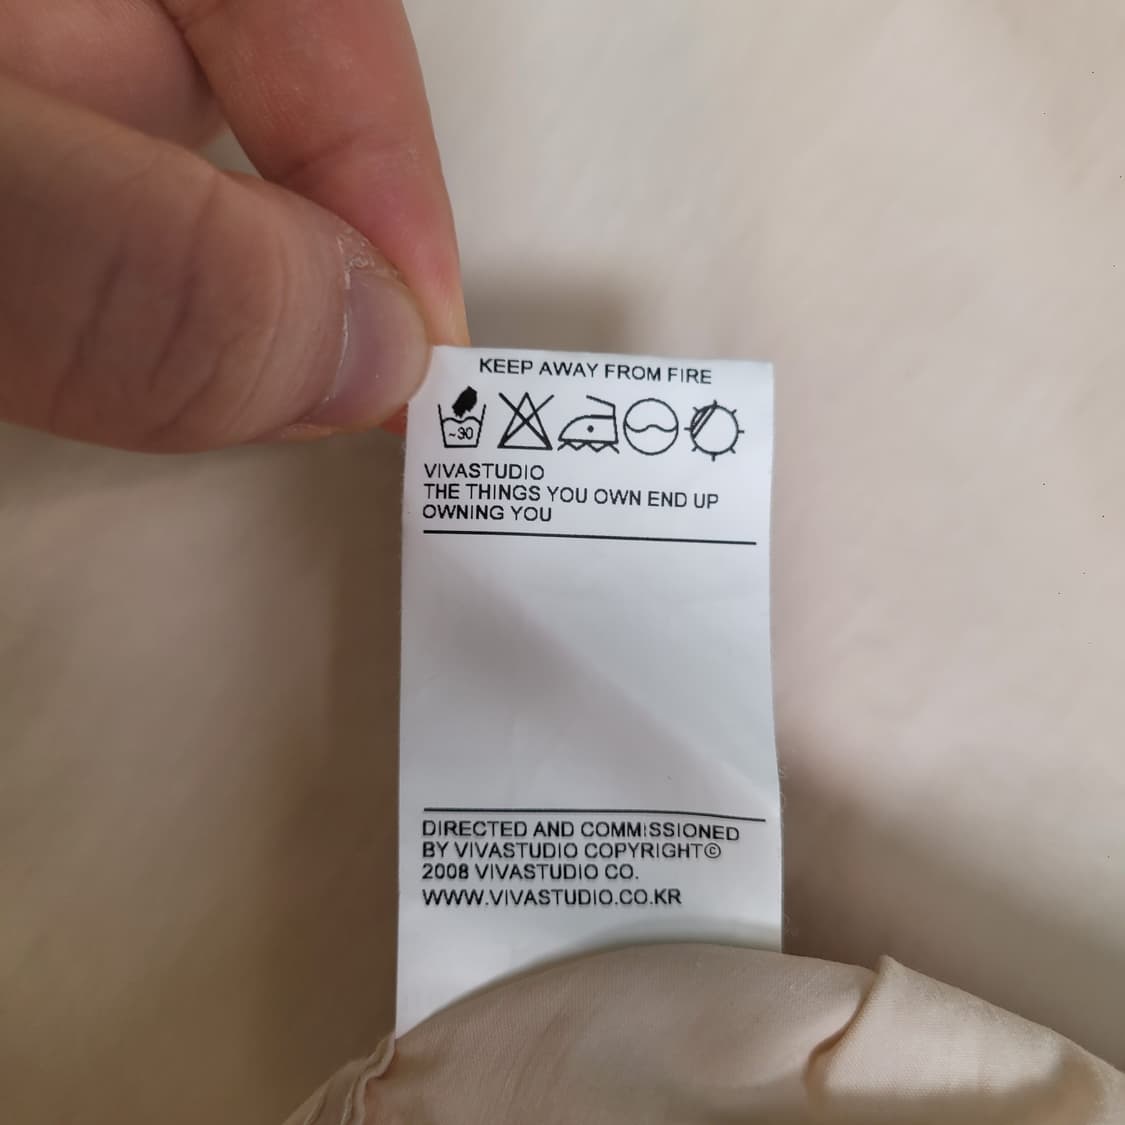 KEEP AWAY FROM FIRE
~30
VIVASTUDIO
THE THINGS YOU OWN END UP
OWNING YOU
DIRECTED AND COMMISSIONED
BY VIVASTUDIO COPYRIGHT©
2008 VIVASTUDIO CO.
WWW.VIVASTUDIO.CO.KR